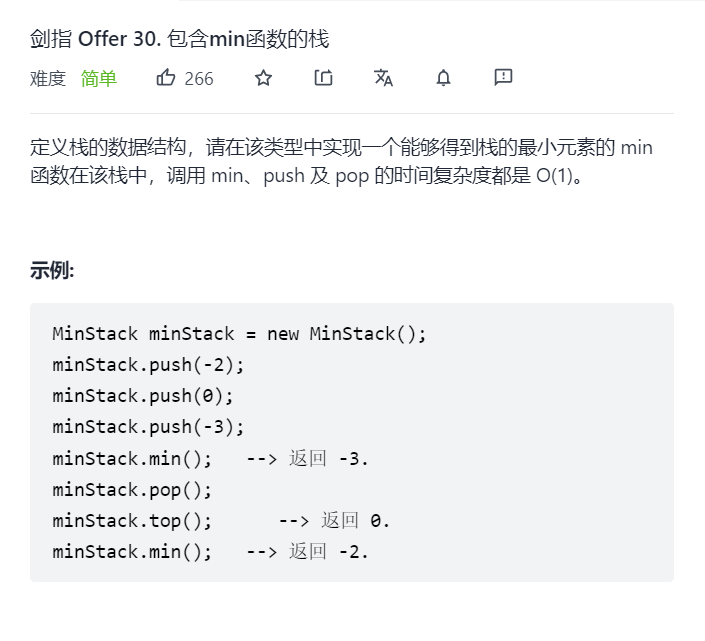 剑指 Offer 30. 包含min函数的栈
难度 简单 266
定义栈的数据结构，请在该类型中实现一个能够得到栈的最小元素的 min
函数在该栈中，调用 min、push 及 pop 的时间复杂度都是 O(1)。
示例:
MinStack minStack = new MinStack();
minStack.push(-2);
minStack.push(0);
minStack.push(-3);
minStack.min();   --> 返回 -3.
minStack.pop();
minStack.top();      --> 返回 0.
minStack.min();   --> 返回 -2.